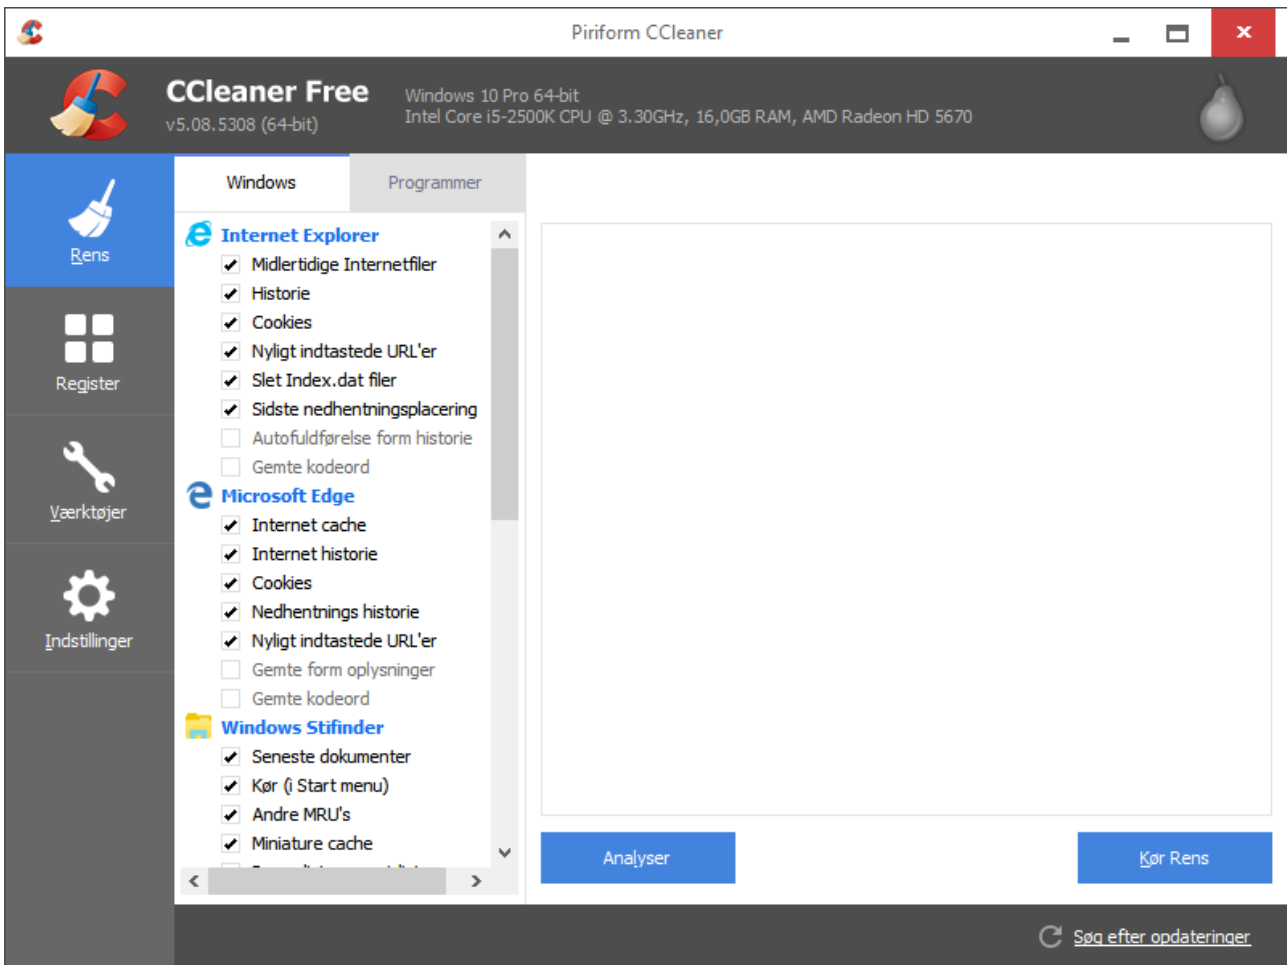 Piriform CCleaner
CCleaner Free
v5.08.5308 (64-bit)
Windows 10 Pro 64-bit
Intel Core i5-2500K CPU @ 3.30GHz, 16,0GB RAM, AMD Radeon HD 5670
Rens
Register
Værktøjer
Indstillinger
Windows
Programmer
Internet Explorer
Midlertidige Internetfiler
Historie
Cookies
Nyligt indtastede URL'er
Slet Index.dat filer
Sidste nedhentningsplacering
Autofuldførelse form historie
Gemte kodeord
Microsoft Edge
Internet cache
Internet historie
Cookies
Nedhentnings historie
Nyligt indtastede URL'er
Gemte form oplysninger
Gemte kodeord
Windows Stifinder
Seneste dokumenter
Kør (i Start menu)
Andre MRU's
Miniature cache
Analyser
Kør Rens
Søg efter opdateringer